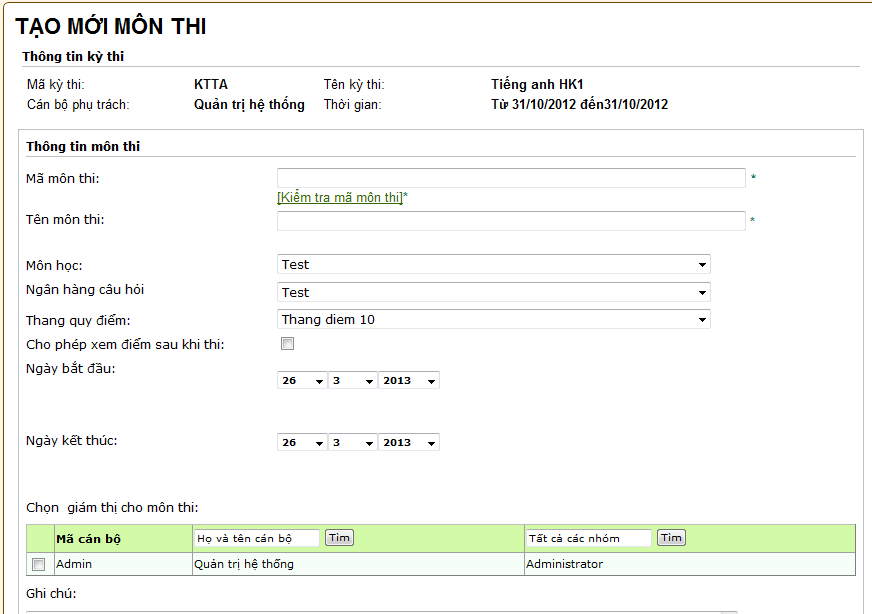 TẠO MỚI MÔN THI
Thông tin kỳ thi
Mã kỳ thi: KTTA Tên kỳ thi: Tiếng anh HK1
Cán bộ phụ trách: Quản trị hệ thống Thời gian: Từ 31/10/2012 đến31/10/2012
Thông tin môn thi
Mã môn thi: *
[Kiểm tra mã môn thi]*
Tên môn thi: *
Môn học: Test
Ngân hàng câu hỏi Test
Thang quy điểm: Thang diem 10
Cho phép xem điểm sau khi thi:
Ngày bắt đầu:
26 3 2013
Ngày kết thúc:
26 3 2013
Chọn giám thị cho môn thi:
Mã cán bộ Họ và tên cán bộ Tìm Tất cả các nhóm Tìm
Admin Quản trị hệ thống Administrator
Ghi chú: